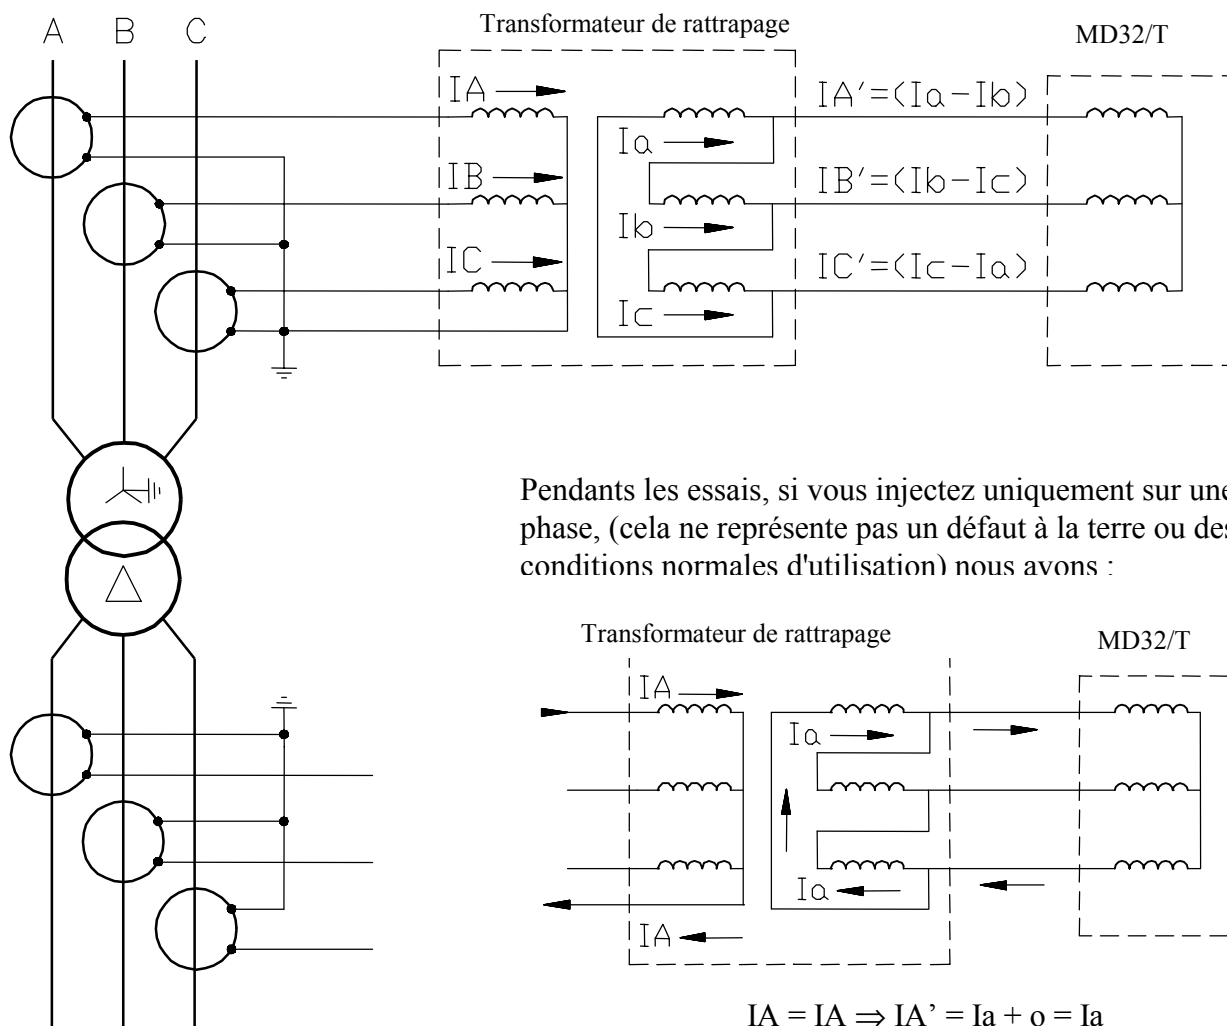 A B C
Transformateur de rattrapage
MD32/T
IA
IA'=(Ia-Ib)
Ia
IB
IB'=(Ib-Ic)
Ib
IC
IC'=(Ic-Ia)
Ic
Pendants les essais, si vous injectez uniquement sur une
phase, (cela ne représente pas un défaut à la terre ou des
conditions normales d'utilisation) nous avons :
Transformateur de rattrapage
MD32/T
IA
Ia
Ia
IA
IA = IA ⇒ IA’ = Ia + o = Ia